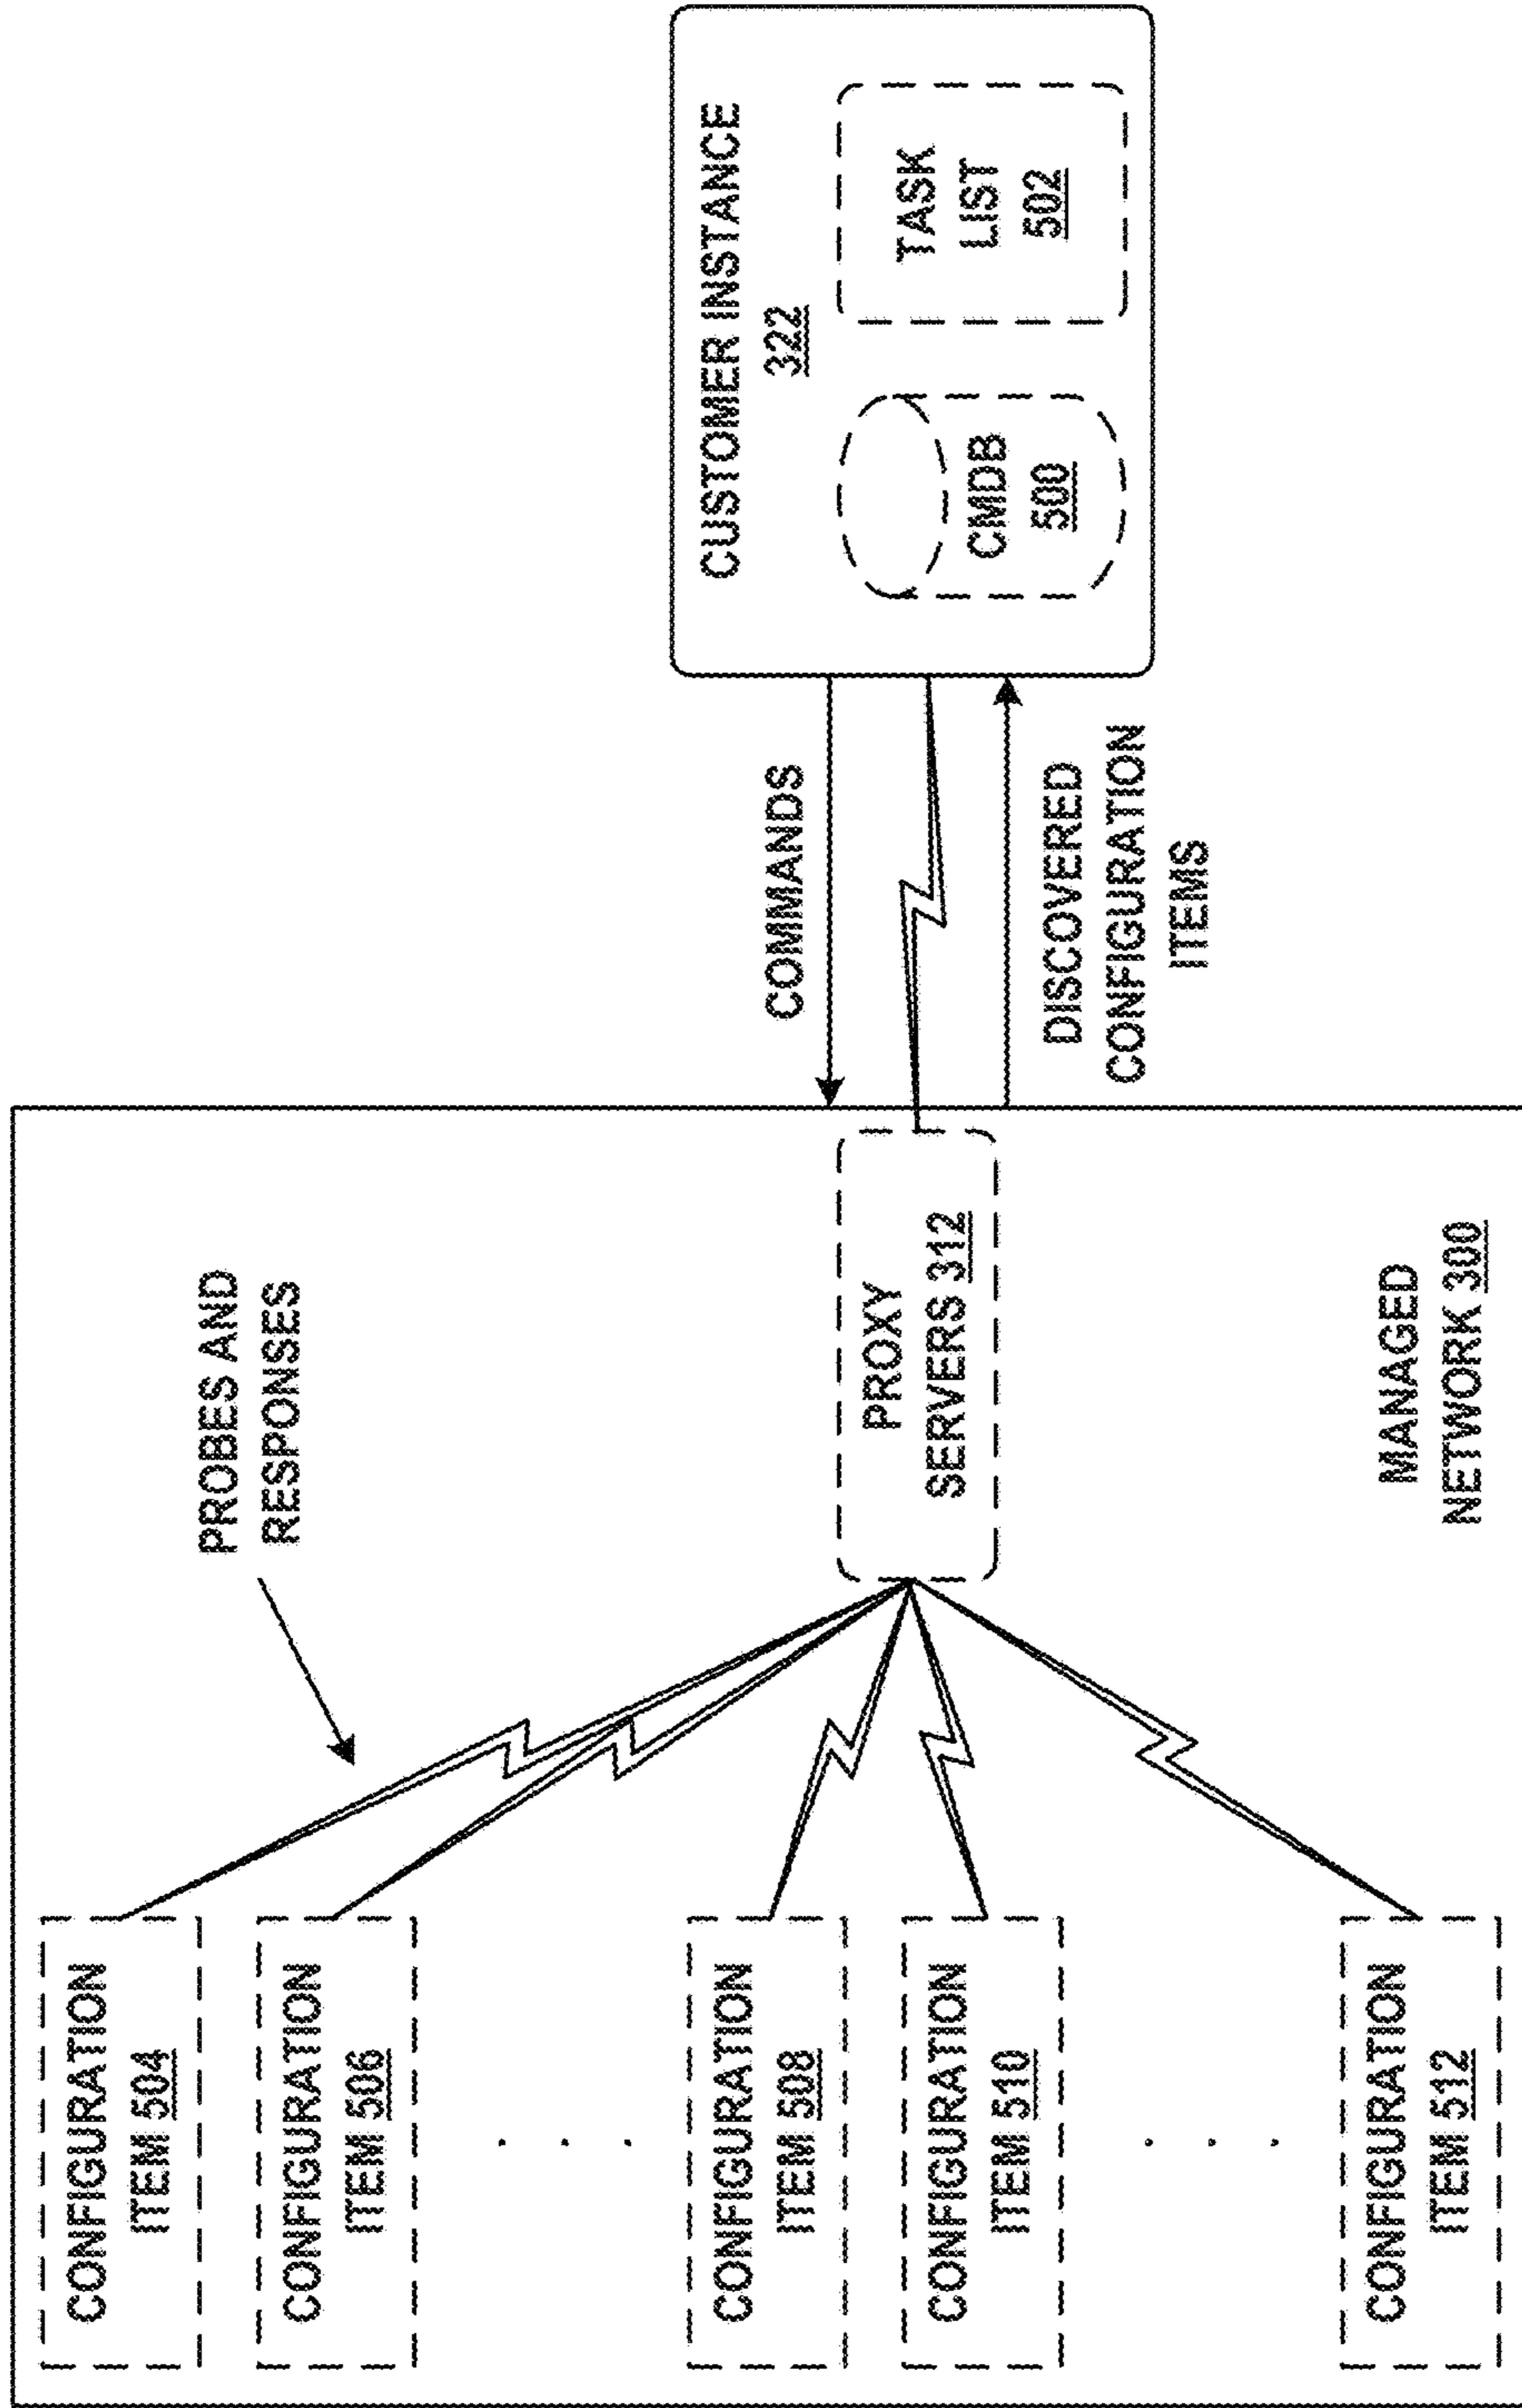 CONFIGURATION
ITEM 504
CONFIGURATION
ITEM 506
. . .
CONFIGURATION
ITEM 508
CONFIGURATION
ITEM 510
. . .
CONFIGURATION
ITEM 512
PROBES AND
RESPONSES
PROXY
SERVERS 312
MANAGED
NETWORK 300
COMMANDS
DISCOVERED
CONFIGURATION
ITEMS
CUSTOMER INSTANCE
322
CMDB
500
TASK
LIST
502